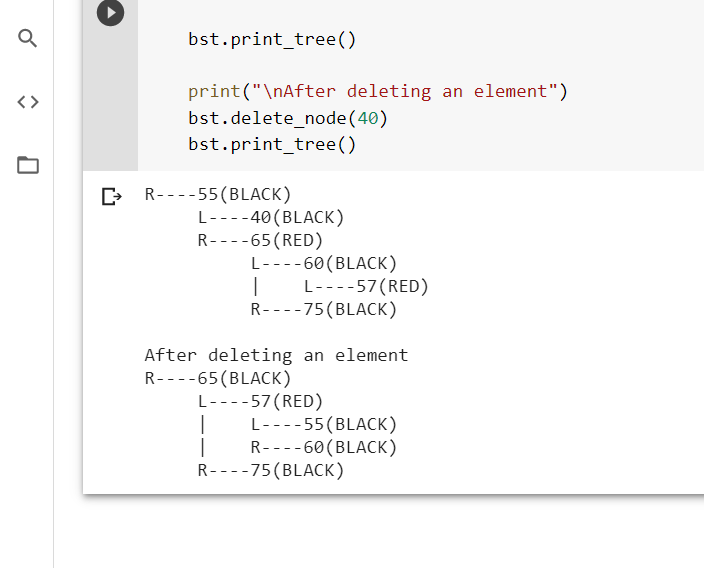 bst.print_tree()
print("\nAfter deleting an element")
bst.delete_node(40)
bst.print_tree()
R----55(BLACK)
     L----40(BLACK)
     R----65(RED)
          L----60(BLACK)
          |    L----57(RED)
          R----75(BLACK)
After deleting an element
R----65(BLACK)
     L----57(RED)
     |    L----55(BLACK)
     |    R----60(BLACK)
     R----75(BLACK)